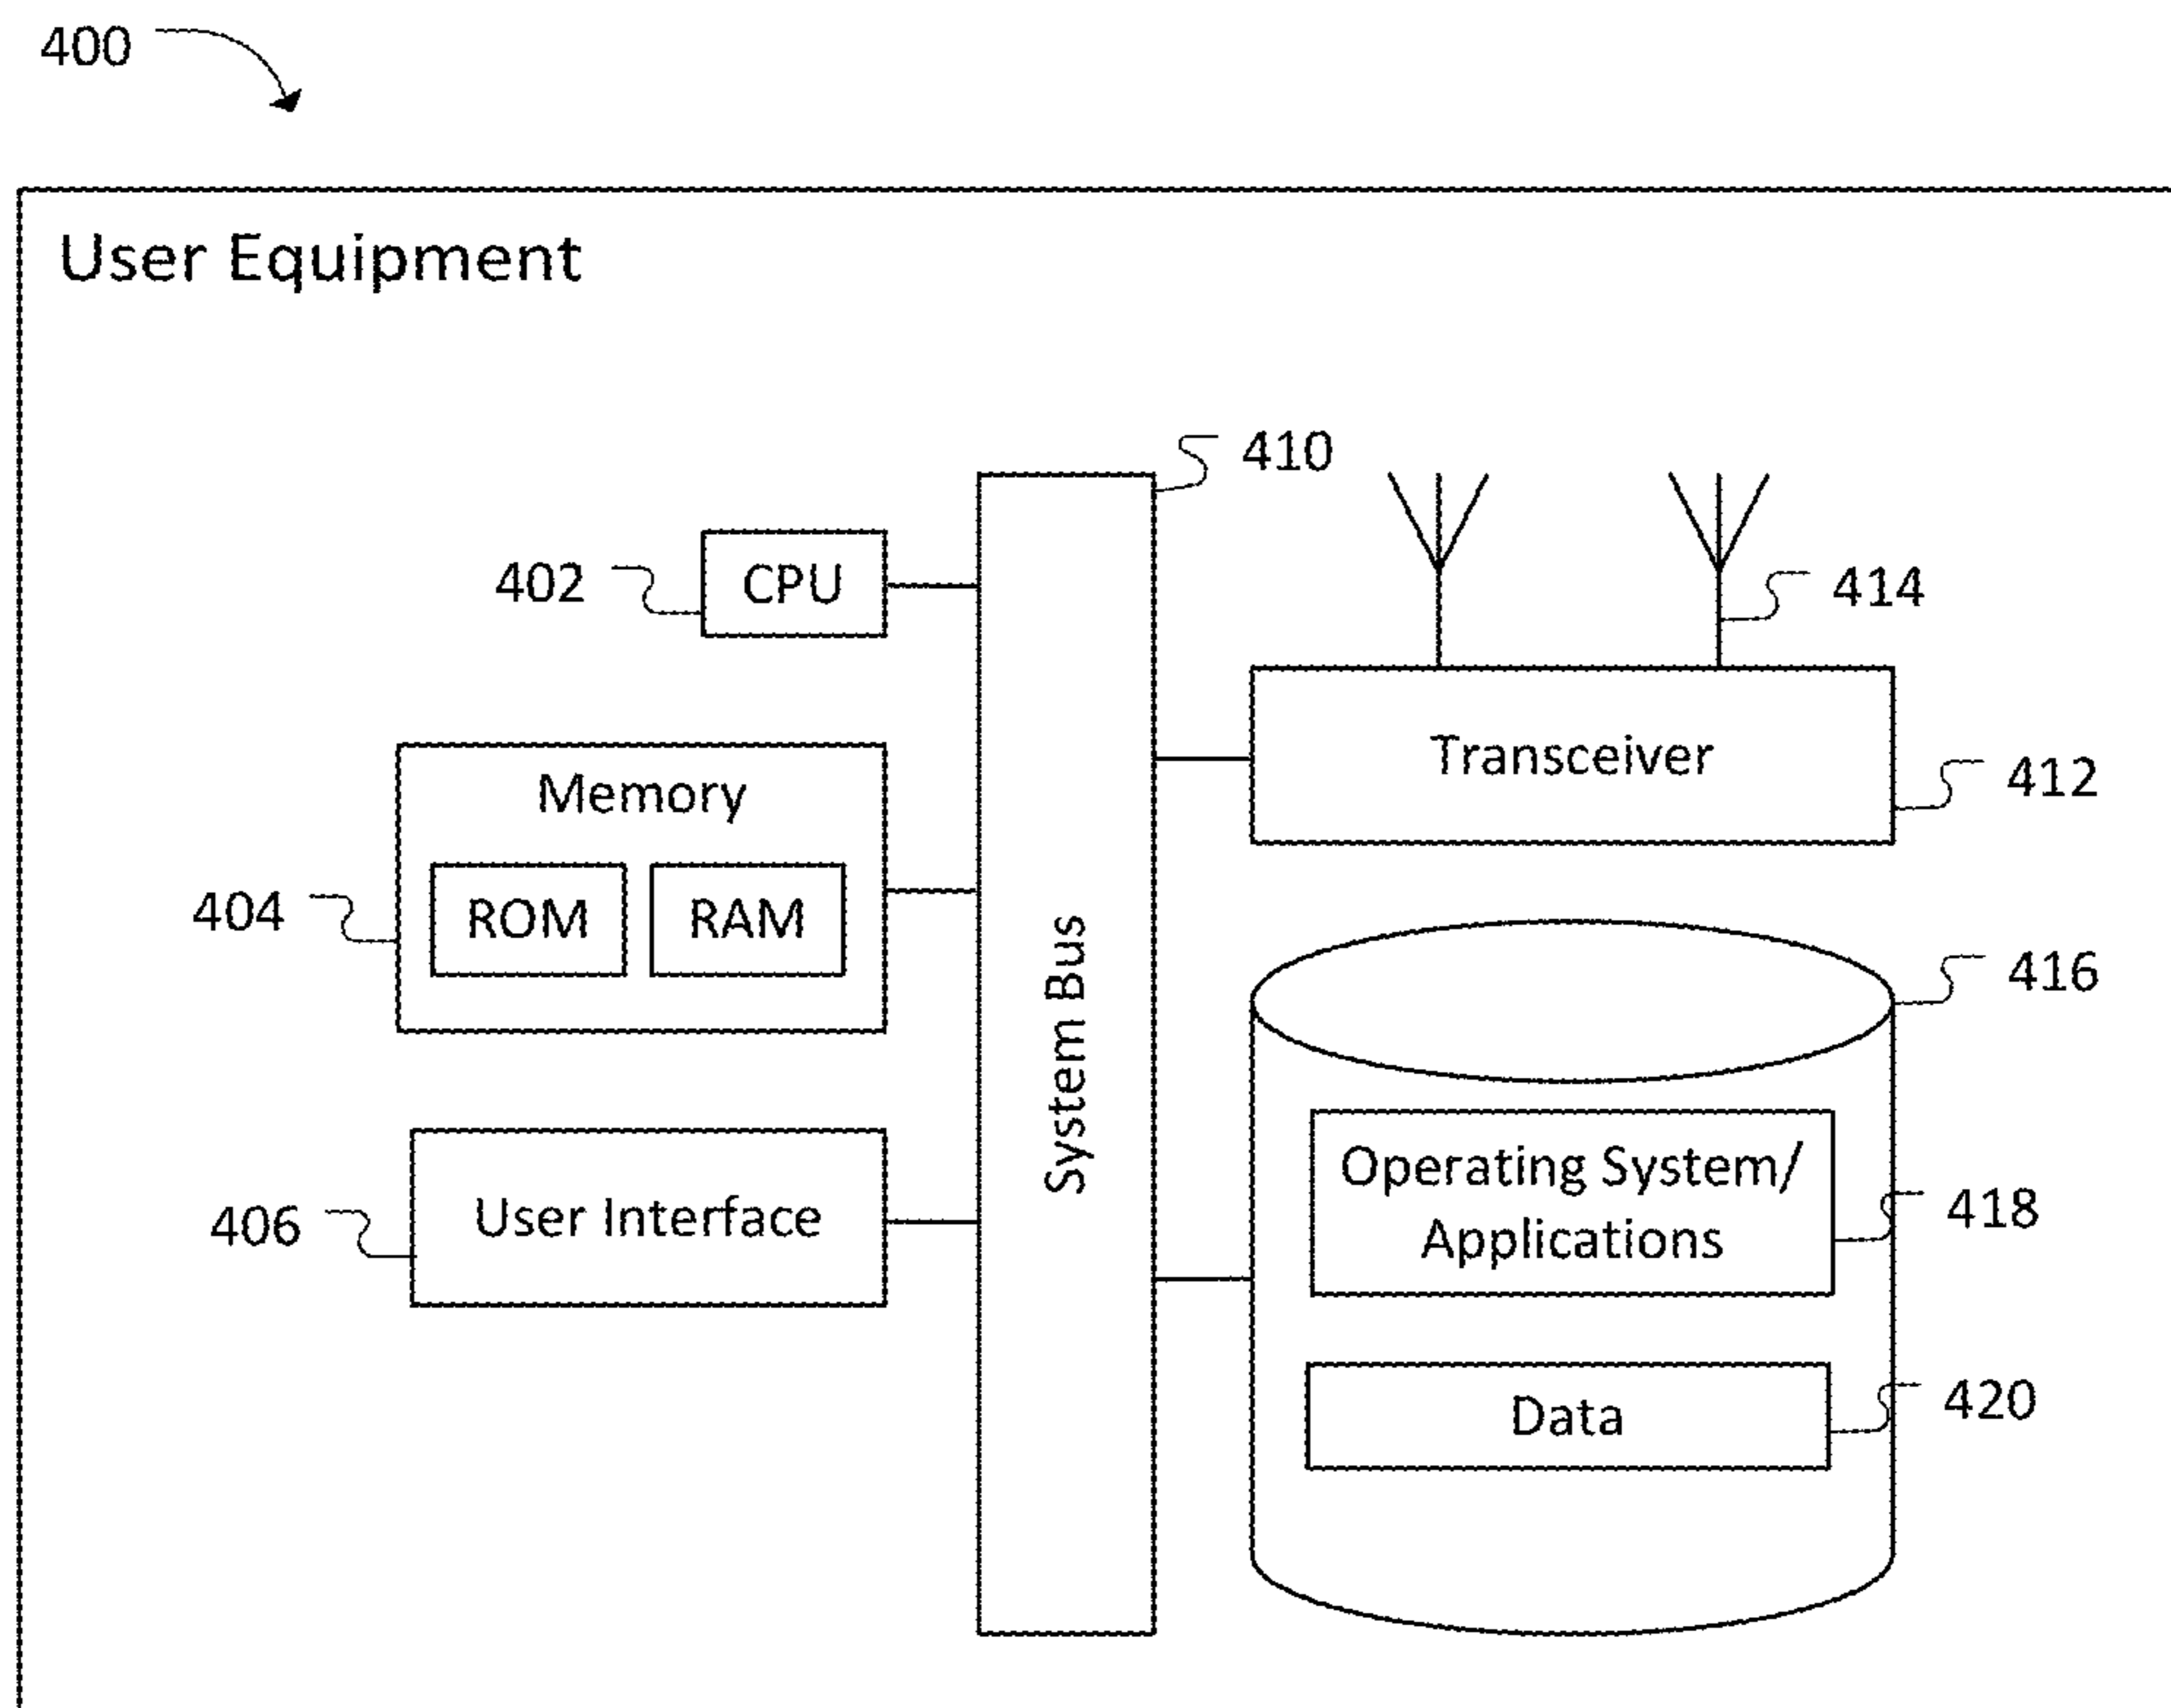 400
User Equipment
410
402
CPU
414
Transceiver
412
Memory
404
ROM
RAM
System Bus
416
Operating System/
Applications
418
406
User Interface
Data
420